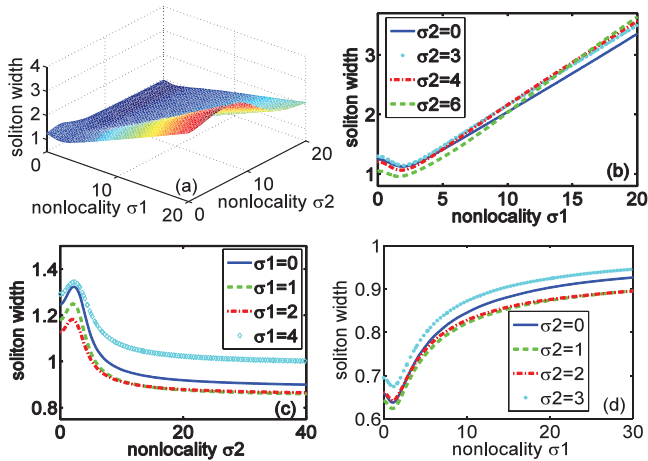 4
3
2
1
0
soliton width
10
20
nonlocality σ1
0
10
20
nonlocality σ2
(a)
3
2
1
soliton width
σ2=0
σ2=3
σ2=4
σ2=6
(b)
0 5 10 15 20
nonlocality σ1
1.4
1.2
1
0.8
soliton width
σ1=0
σ1=1
σ1=2
σ1=4
(c)
0 20 40
nonlocality σ2
1
0.9
0.8
0.7
0.6
soliton width
σ2=0
σ2=1
σ2=2
σ2=3
(d)
0 10 20 30
nonlocality σ1